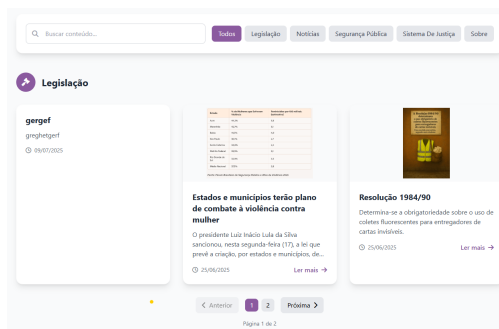 Buscar conteúdo...
Todos
Legislação
Notícias
Segurança Pública
Sistema De Justiça
Sobre
Legislação
gergef
greghetgerf
09/07/2025
Estados e municípios terão plano
de combate à violência contra
mulher
O presidente Luiz Inácio Lula da Silva
sancionou, nesta segunda-feira (17), a lei que
prevê a criação, por estados e municípios, de...
25/06/2025
Ler mais →
Resolução 1984/90
Determina-se a obrigatoriedade sobre o uso de
coletes fluorescentes para entregadores de
cartas invisíveis.
25/06/2025
Ler mais →
Anterior
1
2
Próxima
Página 1 de 2